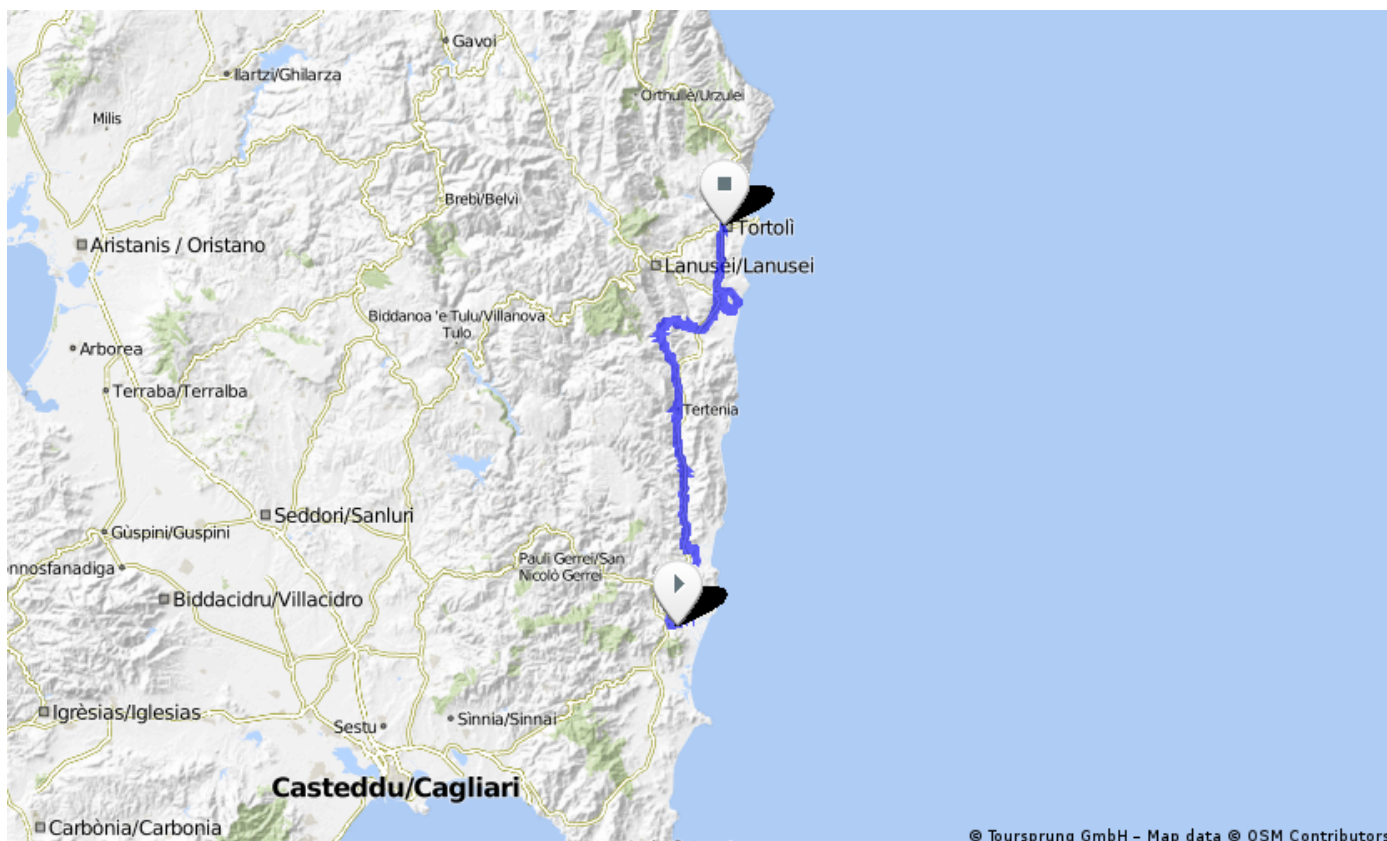 Gavoi
Ilartzi/Ghilarza
Orthullè/Urzulei
Milis
Brebì/Belvì
Tortolì
Aristanis / Oristano
Lanusèi/Lanusei
Biddanoa 'e Tulu/Villanova
Tulo
Arborea
Terraba/Terralba
Tertenia
Seddori/Sanluri
Gùspini/Guspini
Pauli Gerrei/San
Nicolò Gerrei
onnosfanadiga
Biddacidru/Villacidro
Igrèsias/Iglesias
Sestu
Sìnnia/Sinnai
Casteddu/Cagliari
Carbònia/Carbonia
© Toursprung GmbH – Map data © OSM Contributors